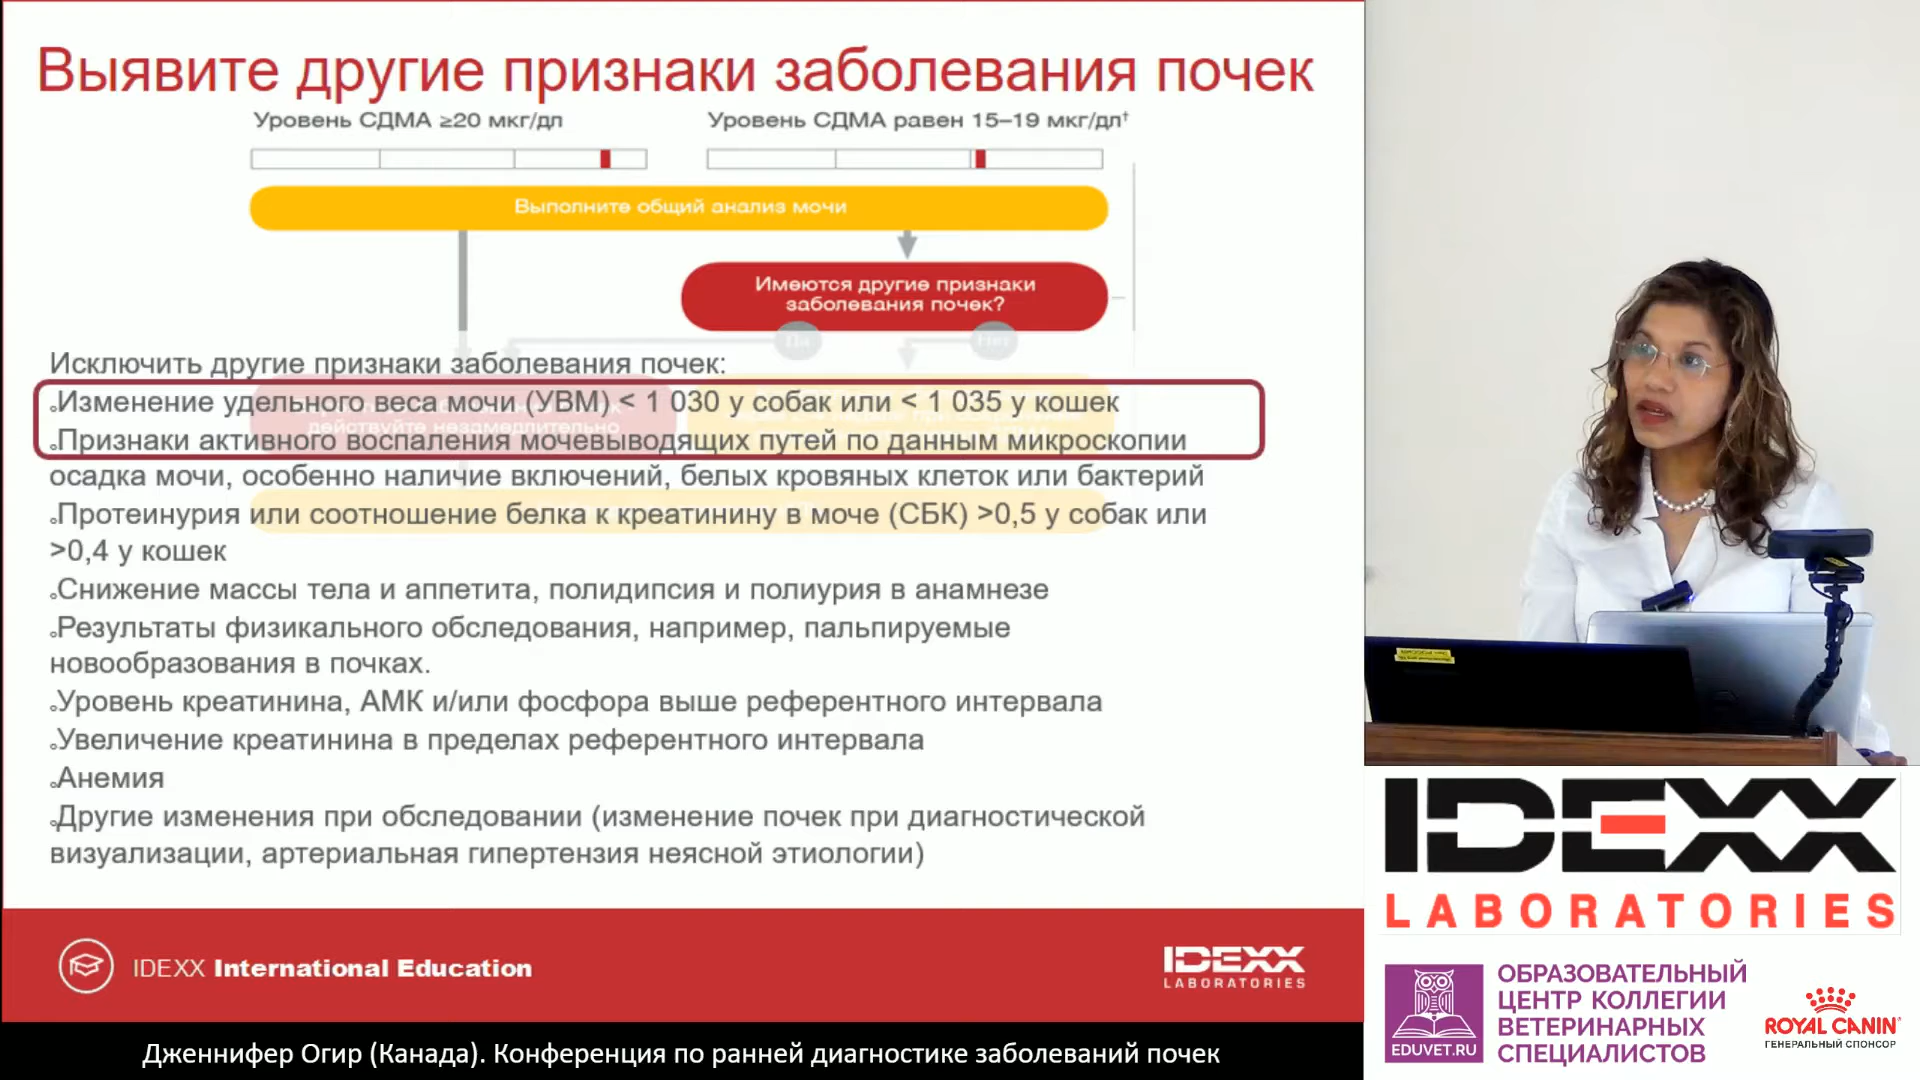 Выявите другие признаки заболевания почек
Уровень СДМА ≥20 мкг/дл
Уровень СДМА равен 15–19 мкг/дл†
Выполните общий анализ мочи
Имеются другие признаки
заболевания почек?
Да
Нет
Исключить другие признаки заболевания почек:
Изменение удельного веса мочи (УВМ) < 1 030 у собак или < 1 035 у кошек
действуйте незамедлительно
Признаки активного воспаления мочевыводящих путей по данным микроскопии
осадка мочи, особенно наличие включений, белых кровяных клеток или бактерий
Протеинурия или соотношение белка к креатинину в моче (СБК) >0,5 у собак или
>0,4 у кошек
Снижение массы тела и аппетита, полидипсия и полиурия в анамнезе
Результаты физикального обследования, например, пальпируемые
новообразования в почках.
Уровень креатинина, АМК и/или фосфора выше референтного интервала
Увеличение креатинина в пределах референтного интервала
Анемия
Другие изменения при обследовании (изменение почек при диагностической
визуализации, артериальная гипертензия неясной этиологии)
IDEXX International Education
IDEXX
LABORATORIES
Дженнифер Огир (Канада). Конференция по ранней диагностике заболеваний почек
IDEXX
LABORATORIES
EDUVET.RU
ОБРАЗОВАТЕЛЬНЫЙ
ЦЕНТР КОЛЛЕГИИ
ВЕТЕРИНАРНЫХ
СПЕЦИАЛИСТОВ
ROYAL CANIN
ГЕНЕРАЛЬНЫЙ СПОНСОР